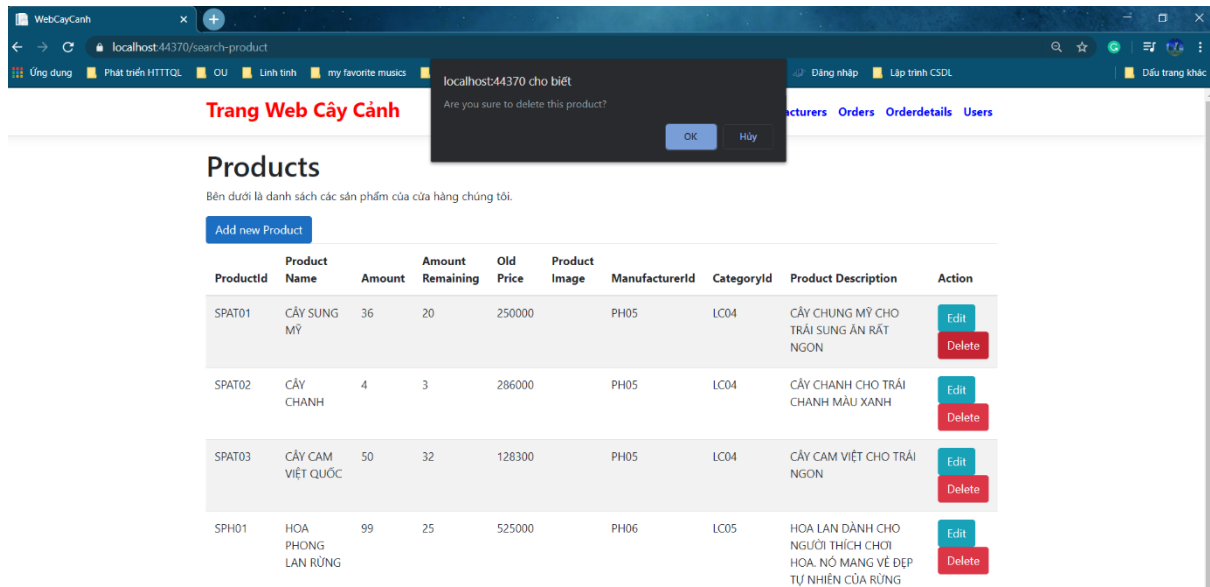 WebCayCanh
localhost:44370/search-product
Ứng dụng Phát triển HTTTQL OU Linh tinh my favorite musics Đăng nhập Lập trình CSDL Dấu trang khác
localhost:44370 cho biết
Are you sure to delete this product?
OK Hủy
Trang Web Cây Cảnh acturers Orders Orderdetails Users
Products
Bên dưới là danh sách các sản phẩm của cửa hàng chúng tôi.
Add new Product
Product Amount Old Product
ProductId Name Amount Remaining Price Image ManufacturerId CategoryId Product Description Action
SPAT01 CÂY SUNG 36 20 250000 PH05 LC04 CÂY CHUNG MỸ CHO Edit
MỸ TRÁI SUNG ĂN RẤT
NGON Delete
SPAT02 CÂY 4 3 286000 PH05 LC04 CÂY CHANH CHO TRÁI Edit
CHANH CHANH MÀU XANH
Delete
SPAT03 CÂY CAM 50 32 128300 PH05 LC04 CÂY CAM VIỆT CHO TRÁI Edit
VIỆT QUỐC NGON
Delete
SPH01 HOA 99 25 525000 PH06 LC05 HOA LAN DÀNH CHO Edit
PHONG NGƯỜI THÍCH CHƠI
LAN RỪNG HOA. NÓ MANG VẺ ĐẸP Delete
TỰ NHIÊN CỦA RỪNG